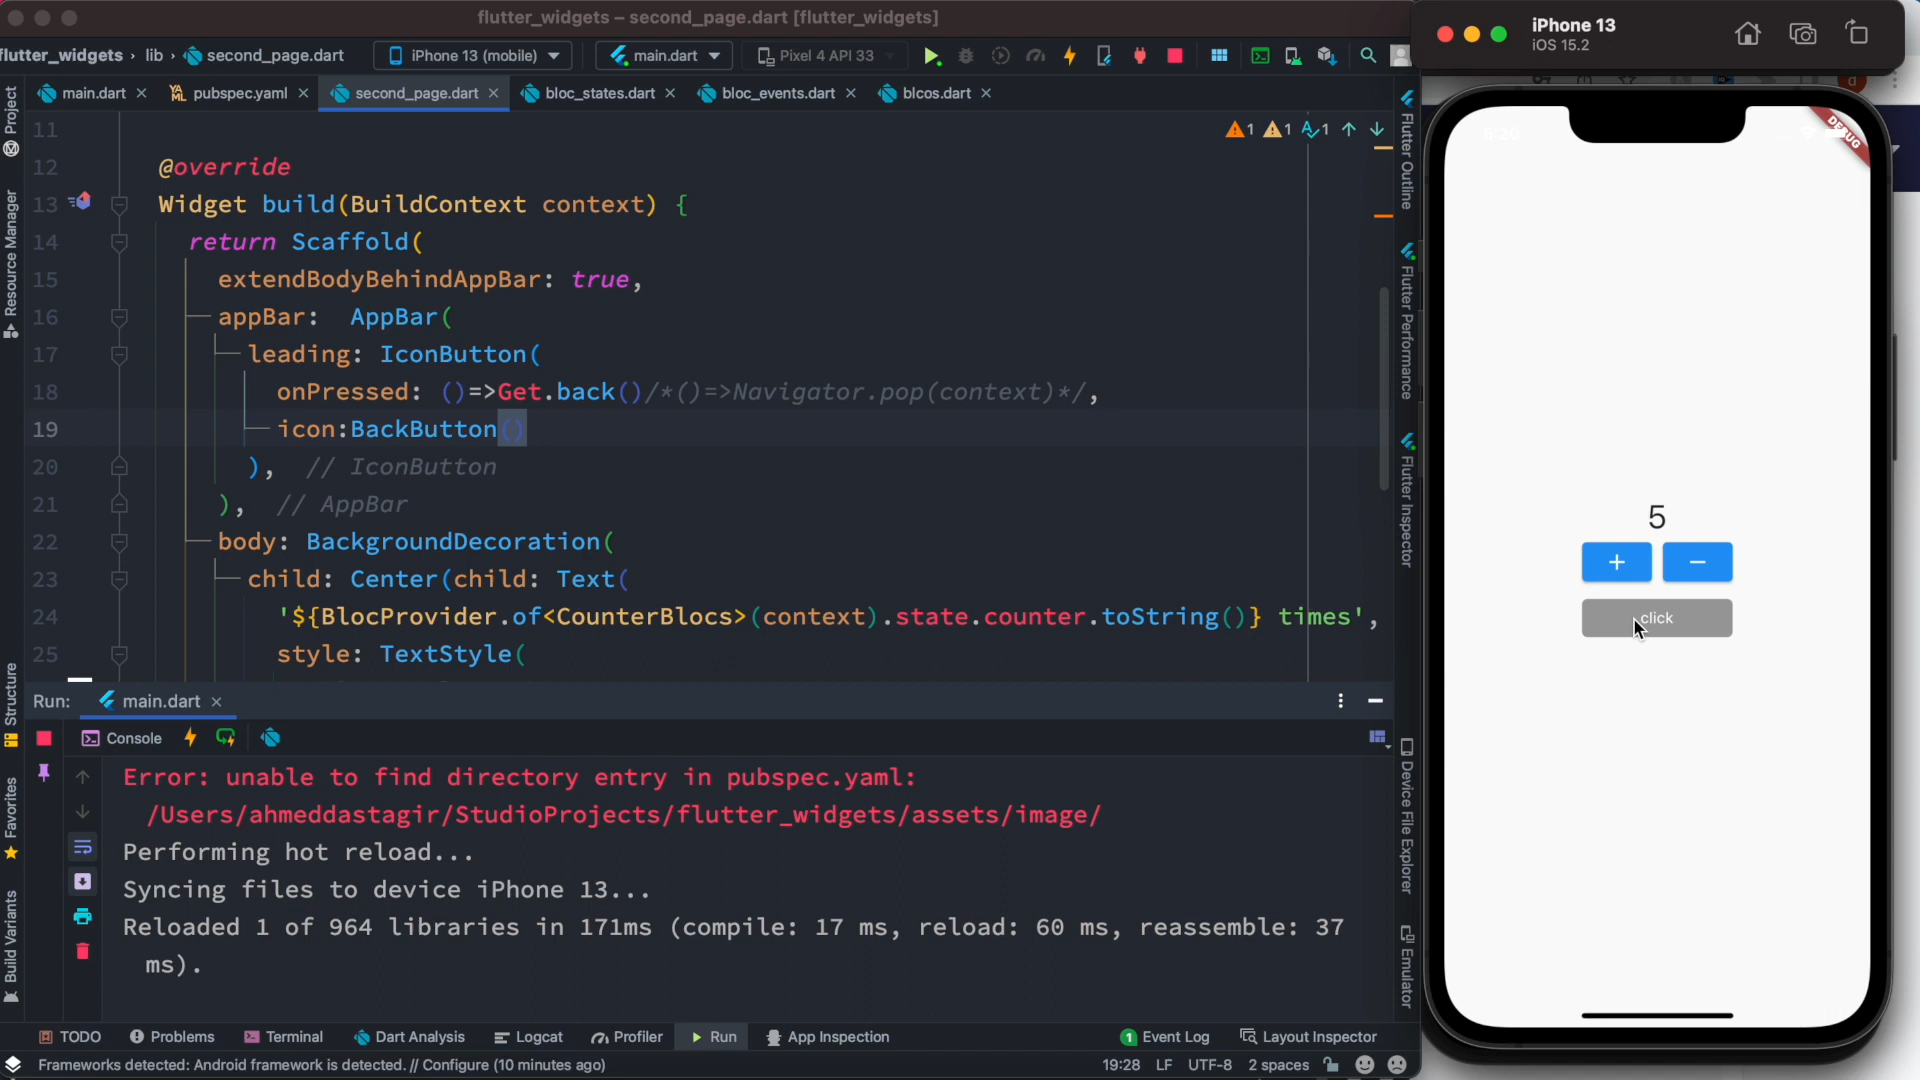 flutter_widgets – second_page.dart [flutter_widgets]
flutter_widgets › lib › second_page.dart
iPhone 13 (mobile)
main.dart
Pixel 4 API 33
main.dart
pubspec.yaml
second_page.dart
bloc_states.dart
bloc_events.dart
blcos.dart
1 1 1
11
12 @override
13 Widget build(BuildContext context) {
14 return Scaffold(
15 extendBodyBehindAppBar: true,
16 appBar:  AppBar(
17 leading: IconButton(
18 onPressed: ()=>Get.back()/*()=>Navigator.pop(context)*/,
19 icon:BackButton()
20 ),  // IconButton
21 ),  // AppBar
22 body: BackgroundDecoration(
23 child: Center(child: Text(
24 '${BlocProvider.of<CounterBlocs>(context).state.counter.toString()} times',
25 style: TextStyle(
Project
Resource Manager
Structure
Favorites
Build Variants
Flutter Outline
Flutter Performance
Flutter Inspector
Device File Explorer
Emulator
Run:
main.dart
Console
Error: unable to find directory entry in pubspec.yaml:
/Users/ahmeddastagir/StudioProjects/flutter_widgets/assets/image/
Performing hot reload...
Syncing files to device iPhone 13...
Reloaded 1 of 964 libraries in 171ms (compile: 17 ms, reload: 60 ms, reassemble: 37
ms).
TODO
Problems
Terminal
Dart Analysis
Logcat
Profiler
Run
App Inspection
1 Event Log
Layout Inspector
Frameworks detected: Android framework is detected. // Configure (10 minutes ago)
19:28 LF UTF-8 2 spaces
iPhone 13
iOS 15.2
DEBUG
5
+ −
click